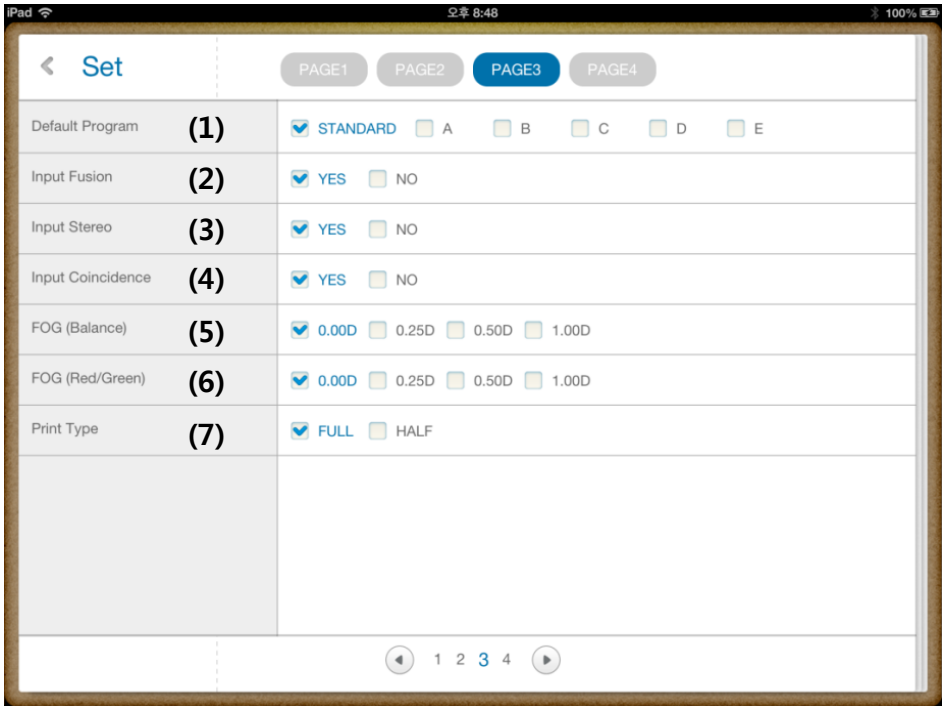 iPad 오후 8:48 100%
Set PAGE1 PAGE2 PAGE3 PAGE4
Default Program (1) STANDARD A B C D E
Input Fusion (2) YES NO
Input Stereo (3) YES NO
Input Coincidence (4) YES NO
FOG (Balance) (5) 0.00D 0.25D 0.50D 1.00D
FOG (Red/Green) (6) 0.00D 0.25D 0.50D 1.00D
Print Type (7) FULL HALF
1 2 3 4